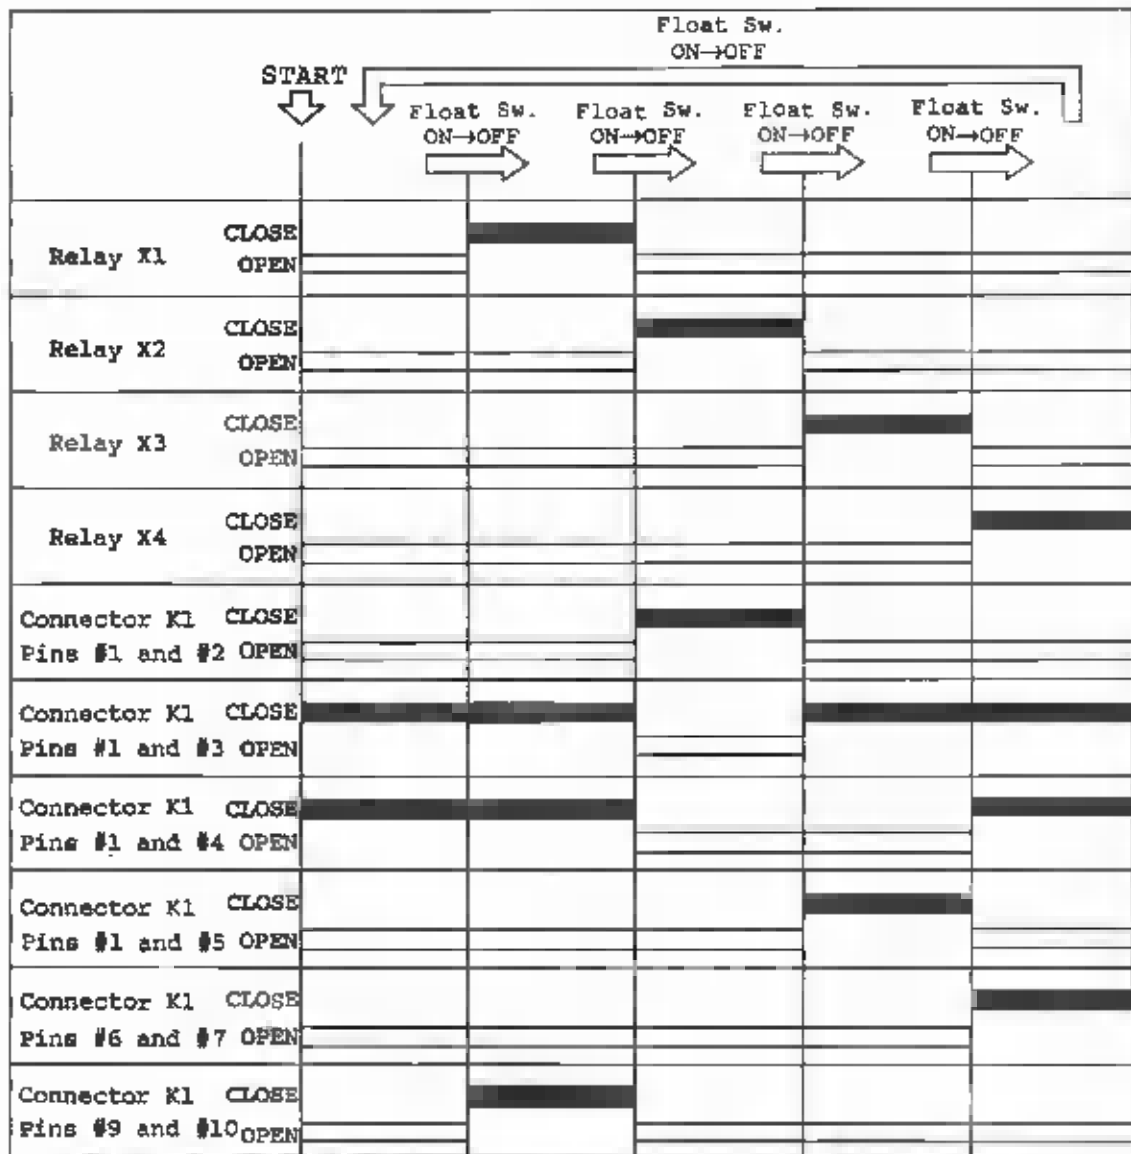 Float Sw.
ON→OFF
START
Float Sw. Float Sw. Float Sw. Float Sw.
ON→OFF ON→OFF ON→OFF ON→OFF
CLOSE
Relay X1
OPEN
CLOSE
Relay X2
OPEN
CLOSE
Relay X3
OPEN
CLOSE
Relay X4
OPEN
Connector K1 CLOSE
Pins #1 and #2 OPEN
Connector K1 CLOSE
Pins #1 and #3 OPEN
Connector K1 CLOSE
Pins #1 and #4 OPEN
Connector K1 CLOSE
Pins #1 and #5 OPEN
Connector K1 CLOSE
Pins #6 and #7 OPEN
Connector K1 CLOSE
Pins #9 and #10 OPEN